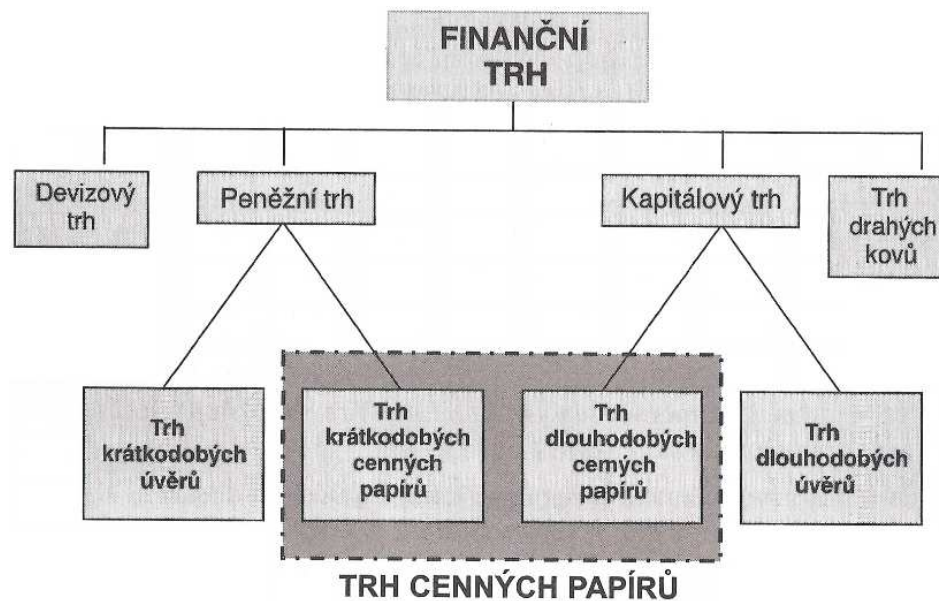 FINANČNÍ
TRH
Devizový
trh
Peněžní trh
Kapitálový trh
Trh
drahých
kovů
Trh
krátkodobých
úvěrů
Trh
krátkodobých
cenných
papírů
Trh
dlouhodobých
cemých
papírů
Trh
dlouhodobých
úvěrů
TRH CENNÝCH PAPÍRŮ